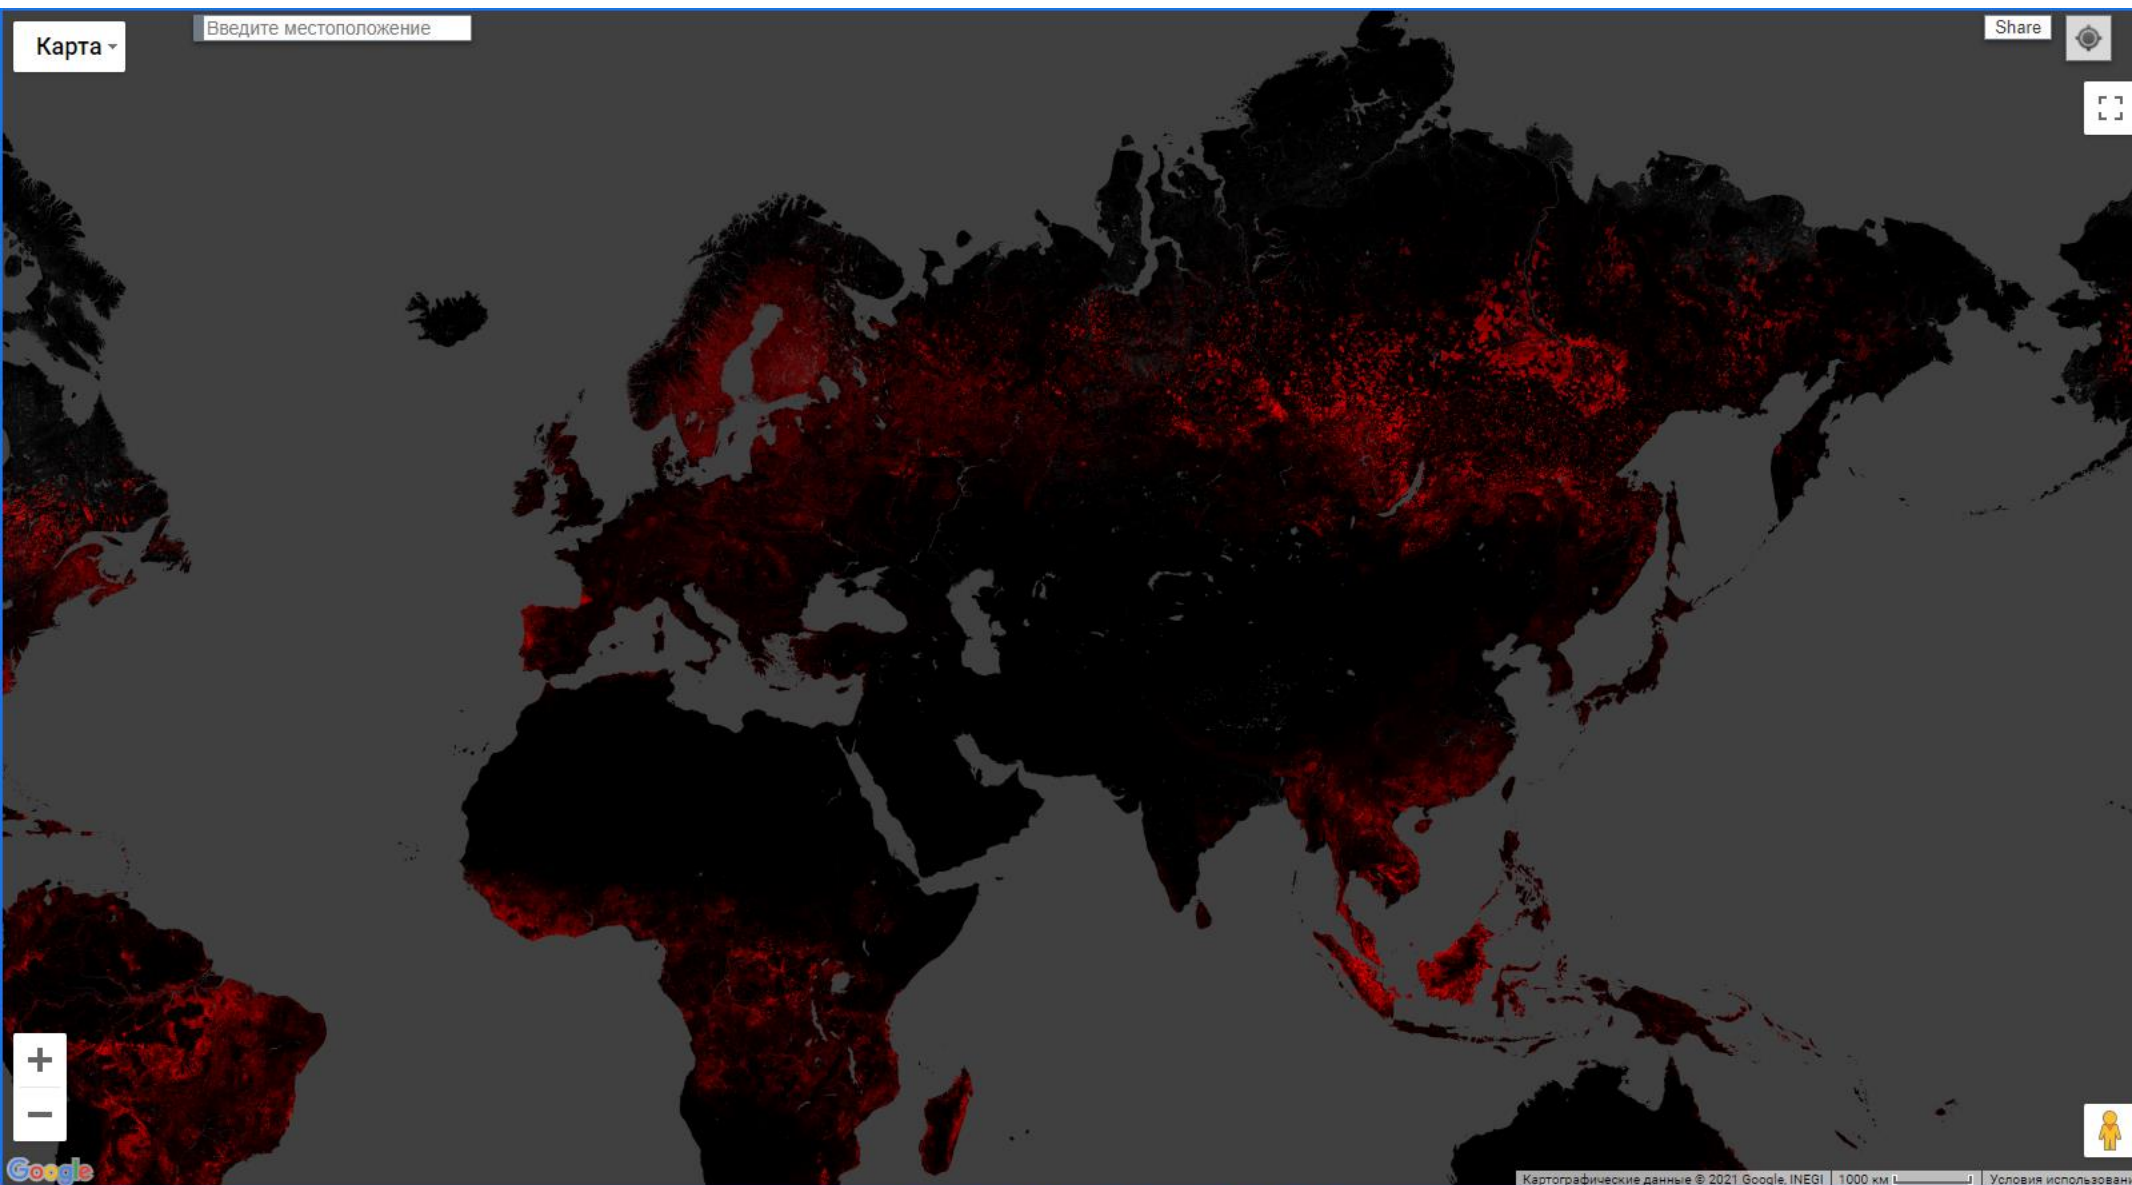 Карта
Введите местоположение
Share
Google
Картографические данные © 2021 Google, INEGI
1000 км
Условия использовани